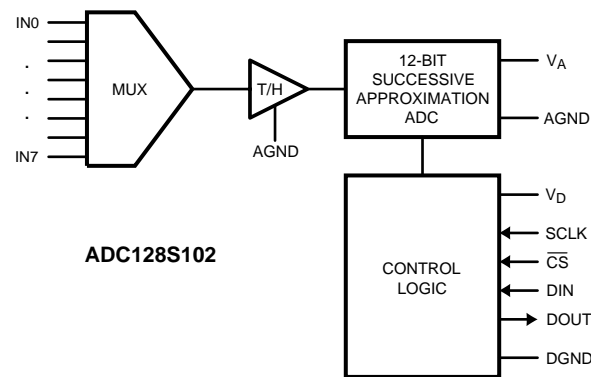 IN0
.
.
.
.
IN7
MUX
T/H
AGND
12-BIT
SUCCESSIVE
APPROXIMATION
ADC
V_A
AGND
ADC128S102
CONTROL
LOGIC
V_D
SCLK
C̅S̅
DIN
DOUT
DGND